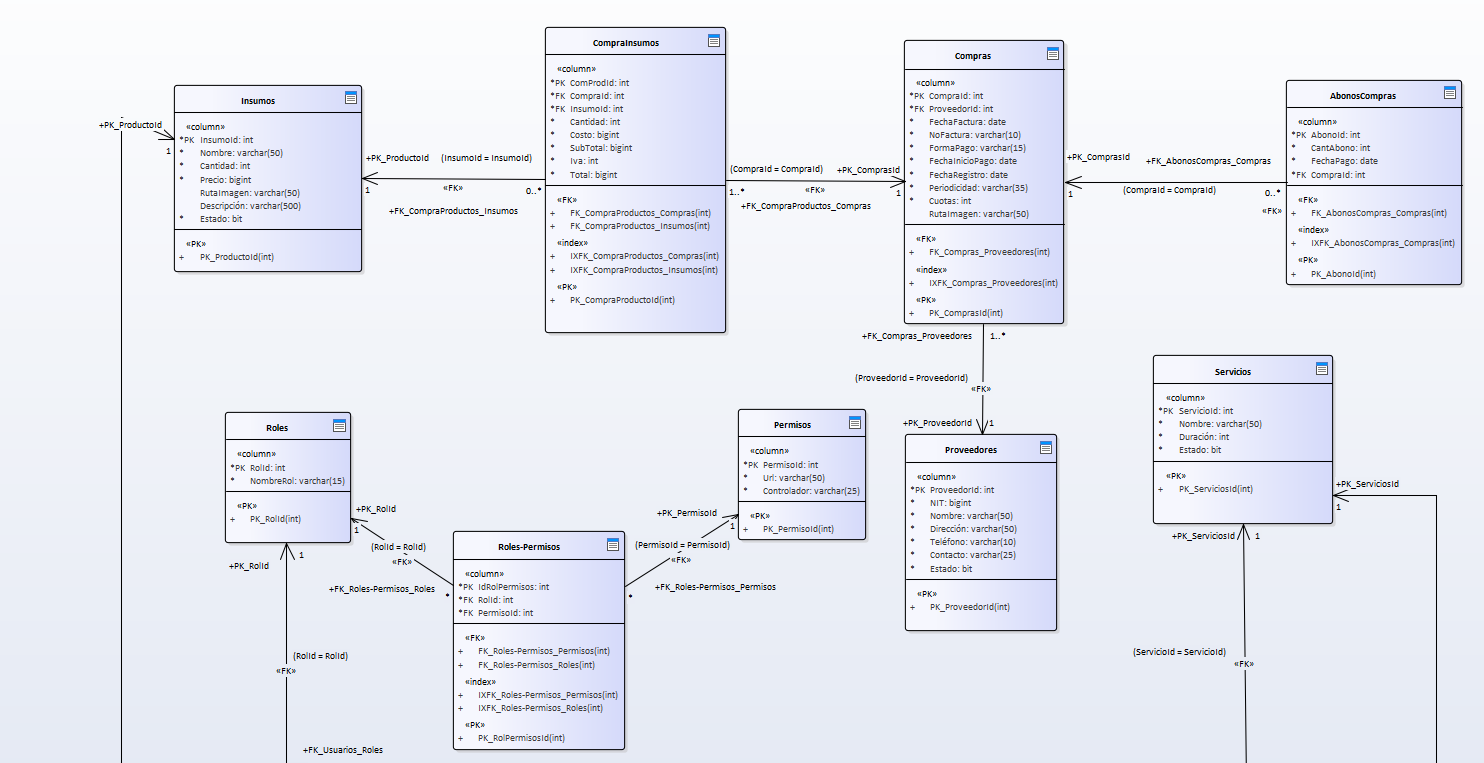 Insumos
«column»
*PK InsumoId: int
* Nombre: varchar(50)
* Cantidad: int
* Precio: bigint
RutaImagen: varchar(50)
Descripción: varchar(500)
* Estado: bit
«PK»
+ PK_ProductoId(int)
+PK_ProductoId
1
+PK_ProductoId
(InsumoId = InsumoId)
1
«FK»
0..*
+FK_CompraProductos_Insumos
CompraInsumos
«column»
*PK ComProdId: int
*FK CompraId: int
*FK InsumoId: int
* Cantidad: int
* Costo: bigint
* SubTotal: bigint
* Iva: int
* Total: bigint
«FK»
+ FK_CompraProductos_Compras(int)
+ FK_CompraProductos_Insumos(int)
«index»
+ IXFK_CompraProductos_Compras(int)
+ IXFK_CompraProductos_Insumos(int)
«PK»
+ PK_CompraProductoId(int)
(CompraId = CompraId)
+PK_ComprasId
1..*
«FK»
1
+FK_CompraProductos_Compras
Compras
«column»
*PK CompraId: int
*FK ProveedorId: int
FechaFactura: date
* NoFactura: varchar(10)
* FormaPago: varchar(15)
* FechaInicioPago: date
* FechaRegistro: date
* Periodicidad: varchar(35)
* Cuotas: int
RutaImagen: varchar(50)
«FK»
+ FK_Compras_Proveedores(int)
«index»
+ IXFK_Compras_Proveedores(int)
«PK»
+ PK_ComprasId(int)
+PK_ComprasId
+FK_AbonosCompras_Compras
1
(CompraId = CompraId)
0..*
«FK»
AbonosCompras
«column»
*PK AbonoId: int
* CantAbono: int
* FechaPago: date
*FK CompraId: int
«FK»
+ FK_AbonosCompras_Compras(int)
«index»
+ IXFK_AbonosCompras_Compras(int)
«PK»
+ PK_AbonoId(int)
+FK_Compras_Proveedores
1..*
(ProveedorId = ProveedorId)
«FK»
+PK_ProveedorId
1
Proveedores
«column»
*PK ProveedorId: int
* NIT: bigint
* Nombre: varchar(50)
* Dirección: varchar(50)
* Teléfono: varchar(10)
* Contacto: varchar(25)
* Estado: bit
«PK»
+ PK_ProveedorId(int)
Servicios
«column»
*PK ServicioId: int
* Nombre: varchar(50)
* Duración: int
* Estado: bit
«PK»
+ PK_ServiciosId(int)
+PK_ServiciosId
1
+PK_ServiciosId
1
(ServicioId = ServicioId)
«FK»
Roles
«column»
*PK RolId: int
* NombreRol: varchar(15)
«PK»
+ PK_RolId(int)
+PK_RolId
1
(RolId = RolId)
«FK»
+FK_Roles-Permisos_Roles
*
Roles-Permisos
«column»
*PK IdRolPermisos: int
*FK RolId: int
*FK PermisoId: int
«FK»
+ FK_Roles-Permisos_Permisos(int)
+ FK_Roles-Permisos_Roles(int)
«index»
+ IXFK_Roles-Permisos_Permisos(int)
+ IXFK_Roles-Permisos_Roles(int)
«PK»
+ PK_RolPermisosId(int)
Permisos
«column»
*PK PermisoId: int
* Url: varchar(50)
* Controlador: varchar(25)
«PK»
+ PK_PermisoId(int)
+PK_PermisoId
1
(PermisoId = PermisoId)
«FK»
+FK_Roles-Permisos_Permisos
*
1
+PK_RolId
(RolId = RolId)
«FK»
+FK_Usuarios_Roles